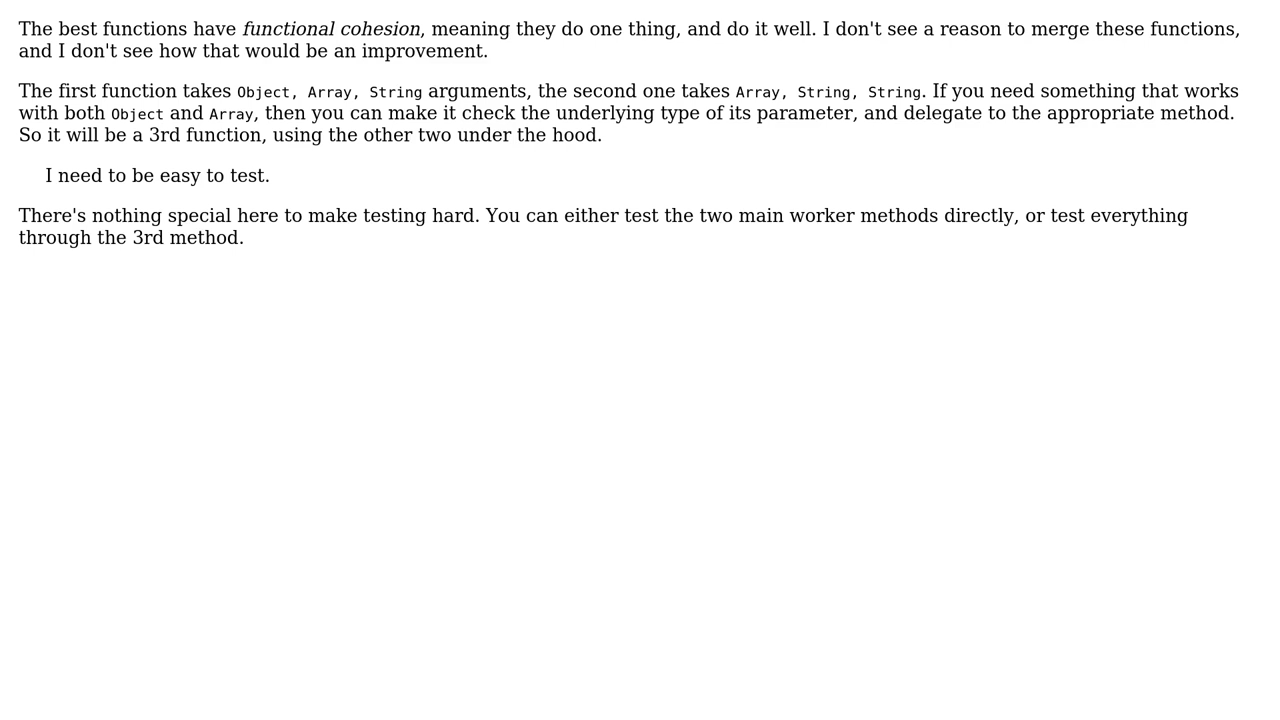 The best functions have functional cohesion, meaning they do one thing, and do it well. I don't see a reason to merge these functions,
and I don't see how that would be an improvement.
The first function takes Object, Array, String arguments, the second one takes Array, String, String. If you need something that works
with both Object and Array, then you can make it check the underlying type of its parameter, and delegate to the appropriate method.
So it will be a 3rd function, using the other two under the hood.
I need to be easy to test.
There's nothing special here to make testing hard. You can either test the two main worker methods directly, or test everything
through the 3rd method.